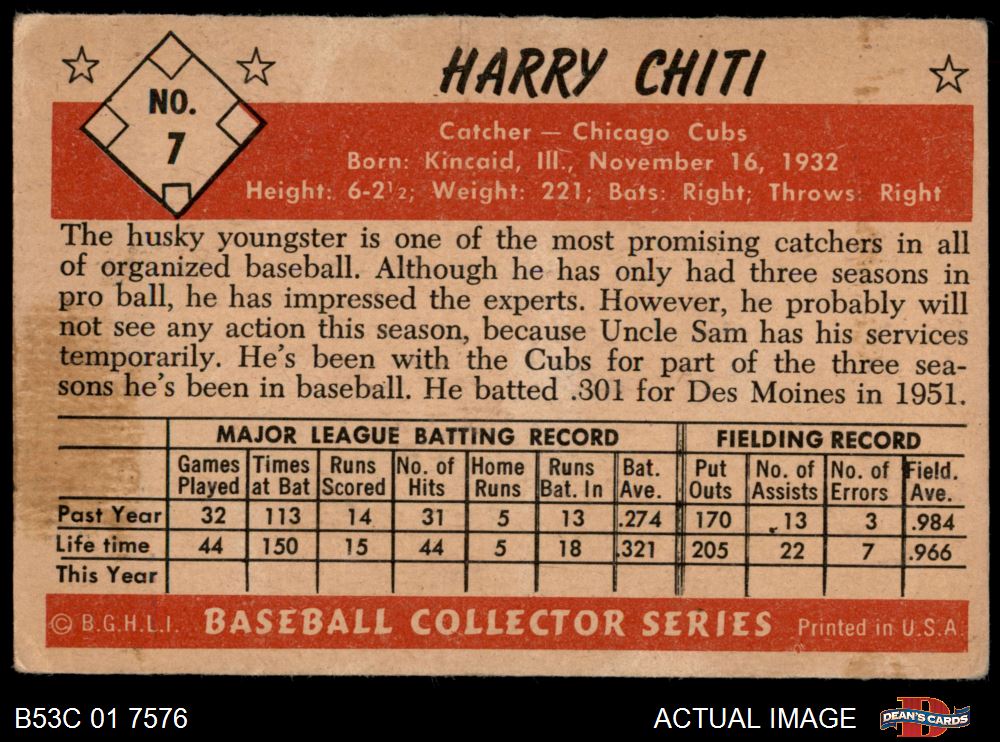 NO.
7
HARRY CHITI
Catcher — Chicago Cubs
Born: Kincaid, Ill., November 16, 1932
Height: 6-2½; Weight: 221; Bats: Right; Throws: Right
The husky youngster is one of the most promising catchers in all
of organized baseball. Although he has only had three seasons in
pro ball, he has impressed the experts. However, he probably will
not see any action this season, because Uncle Sam has his services
temporarily. He's been with the Cubs for part of the three sea-
sons he's been in baseball. He batted .301 for Des Moines in 1951.
MAJOR LEAGUE BATTING RECORD FIELDING RECORD
Games Times Runs No. of Home Runs Bat. Put No. of No. of Field.
Played at Bat Scored Hits Runs Bat. In Ave. Outs Assists Errors Ave.
Past Year 32 113 14 31 5 13 .274 170 13 3 .984
Life time 44 150 15 44 5 18 .321 205 22 7 .966
This Year
© B.G.H.L.I. BASEBALL COLLECTOR SERIES Printed in U.S.A
B53C 01 7576 ACTUAL IMAGE D DEAN'S CARDS